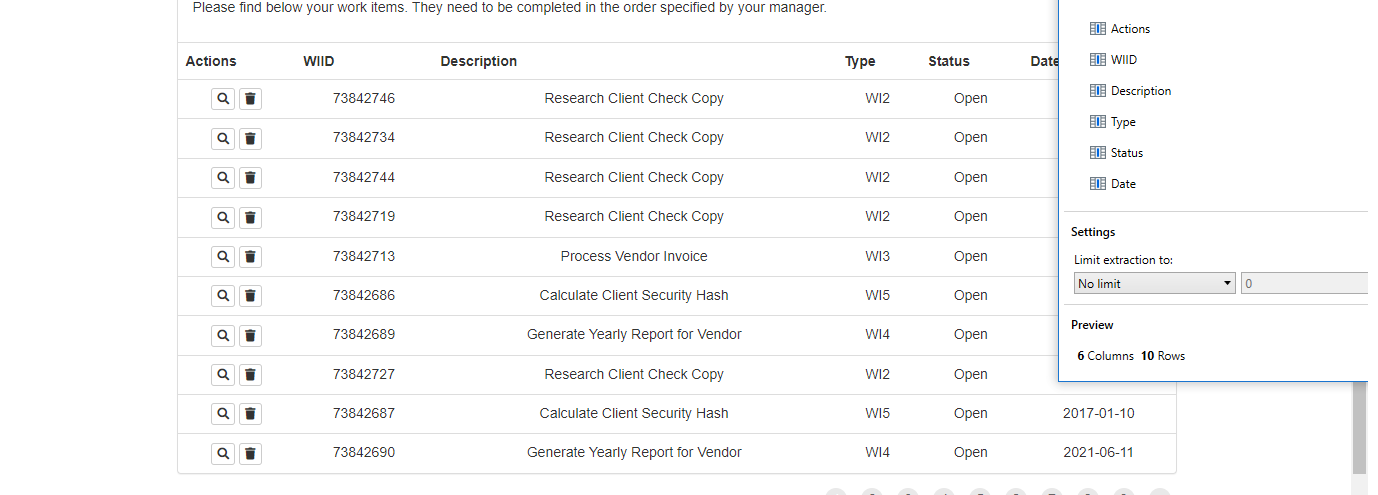 Please find below your work items. They need to be completed in the order specified by your manager.
Actions WIID Description Type Status Date
73842746 Research Client Check Copy WI2 Open
73842734 Research Client Check Copy WI2 Open
73842744 Research Client Check Copy WI2 Open
73842719 Research Client Check Copy WI2 Open
73842713 Process Vendor Invoice WI3 Open
73842686 Calculate Client Security Hash WI5 Open
73842689 Generate Yearly Report for Vendor WI4 Open
73842727 Research Client Check Copy WI2 Open
73842687 Calculate Client Security Hash WI5 Open 2017-01-10
73842690 Generate Yearly Report for Vendor WI4 Open 2021-06-11
Actions
WIID
Description
Type
Status
Date
Settings
Limit extraction to:
No limit 0
Preview
6 Columns 10 Rows